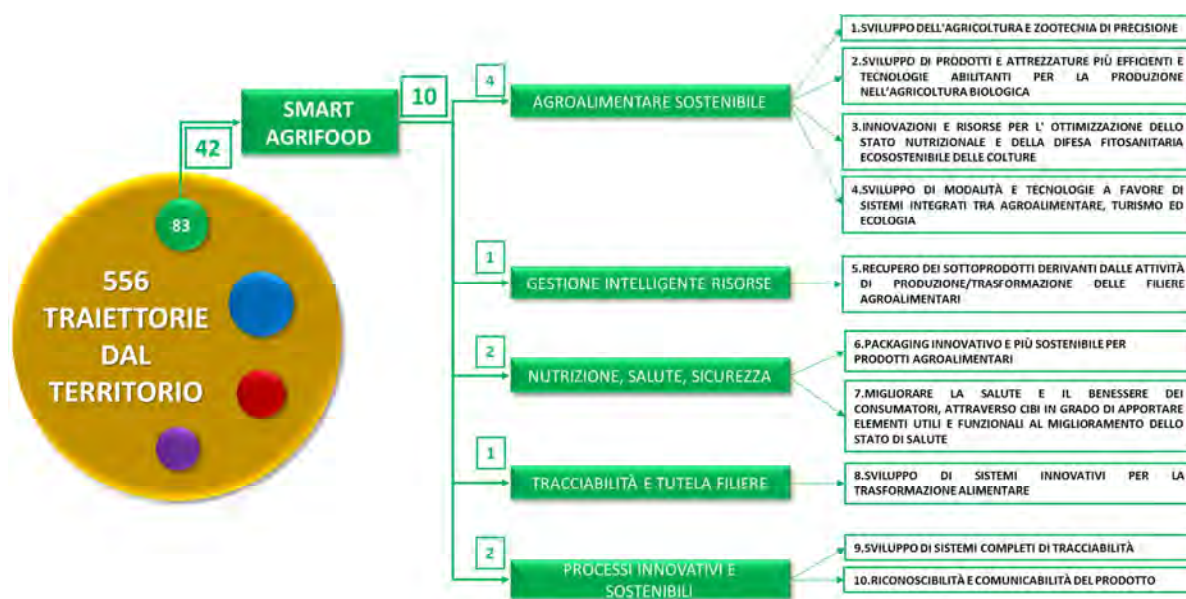 83
556
TRAIETTORIE
DAL
TERRITORIO
42
SMART
AGRIFOOD
10
4
AGROALIMENTARE SOSTENIBILE
1.SVILUPPO DELL'AGRICOLTURA E ZOOTECNIA DI PRECISIONE
2.SVILUPPO DI PRODOTTI E ATTREZZATURE PIÙ EFFICIENTI E
TECNOLOGIE ABILITANTI PER LA PRODUZIONE
NELL'AGRICOLTURA BIOLOGICA
3.INNOVAZIONI E RISORSE PER L' OTTIMIZZAZIONE DELLO
STATO NUTRIZIONALE E DELLA DIFESA FITOSANITARIA
ECOSOSTENIBILE DELLE COLTURE
4.SVILUPPO DI MODALITÀ E TECNOLOGIE A FAVORE DI
SISTEMI INTEGRATI TRA AGROALIMENTARE, TURISMO ED
ECOLOGIA
1
GESTIONE INTELLIGENTE RISORSE
5.RECUPERO DEI SOTTOPRODOTTI DERIVANTI DALLE ATTIVITÀ
DI PRODUZIONE/TRASFORMAZIONE DELLE FILIERE
AGROALIMENTARI
2
NUTRIZIONE, SALUTE, SICUREZZA
6.PACKAGING INNOVATIVO E PIÙ SOSTENIBILE PER
PRODOTTI AGROALIMENTARI
7.MIGLIORARE LA SALUTE E IL BENESSERE DEI
CONSUMATORI, ATTRAVERSO CIBI IN GRADO DI APPORTARE
ELEMENTI UTILI E FUNZIONALI AL MIGLIORAMENTO DELLO
STATO DI SALUTE
1
TRACCIABILITÀ E TUTELA FILIERE
8.SVILUPPO DI SISTEMI INNOVATIVI PER LA
TRASFORMAZIONE ALIMENTARE
2
PROCESSI INNOVATIVI E
SOSTENIBILI
9.SVILUPPO DI SISTEMI COMPLETI DI TRACCIABILITÀ
10.RICONOSCIBILITÀ E COMUNICABILITÀ DEL PRODOTTO